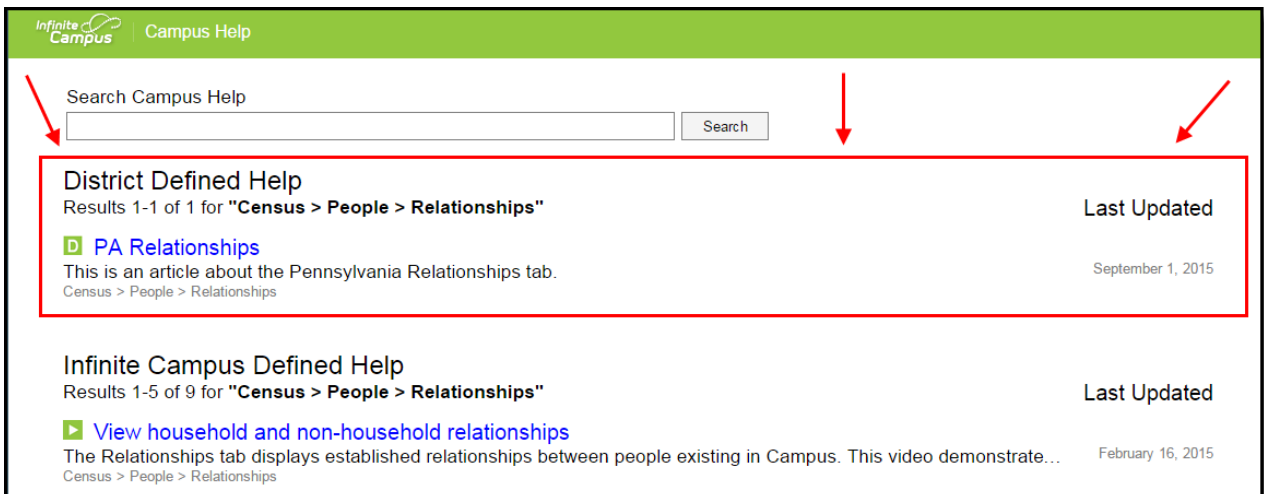 Infinite Campus
Campus Help
Search Campus Help
Search
District Defined Help
Results 1-1 of 1 for "Census > People > Relationships"
Last Updated
D PA Relationships
This is an article about the Pennsylvania Relationships tab.
September 1, 2015
Census > People > Relationships
Infinite Campus Defined Help
Results 1-5 of 9 for "Census > People > Relationships"
Last Updated
View household and non-household relationships
The Relationships tab displays established relationships between people existing in Campus. This video demonstrate...
February 16, 2015
Census > People > Relationships